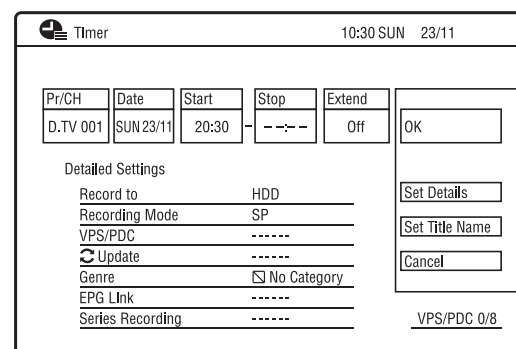 TImer 10:30 SUN 23/11
Pr/CH Date Start Stop Extend
D.TV 001 SUN 23/11 20:30 - --:-- Off OK
Detailed Settings
Record to HDD Set Details
Recording Mode SP
VPS/PDC ------ Set Title Name
Update ------
Genre No Category Cancel
EPG LInk ------
Series Recording ------ VPS/PDC 0/8